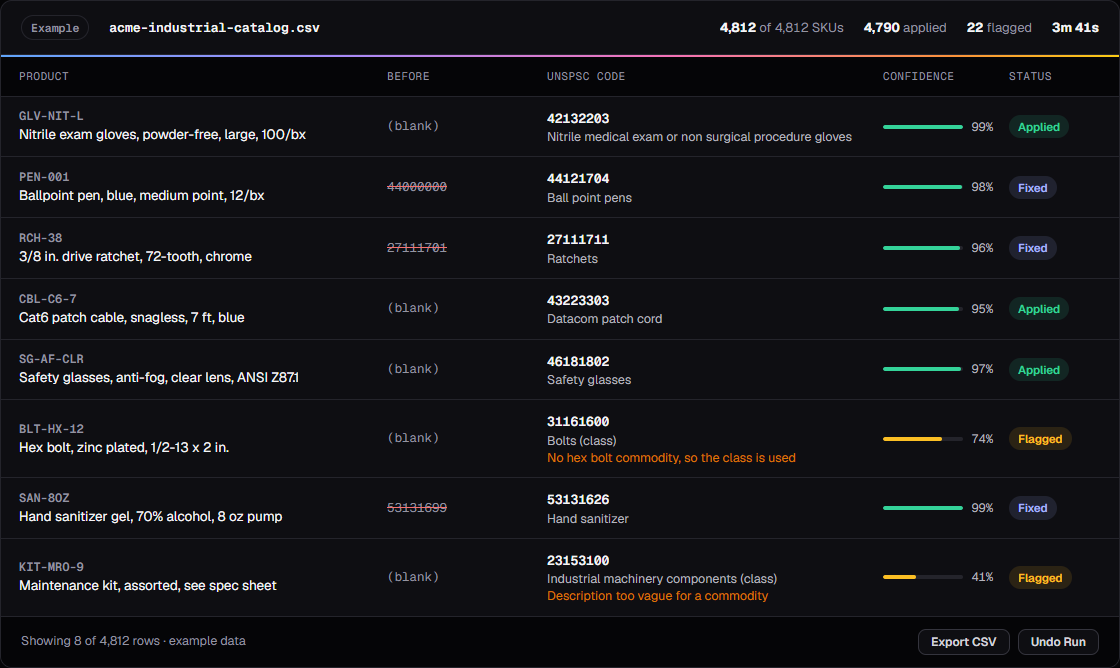 Example acme-industrial-catalog.csv 4,812 of 4,812 SKUs 4,790 applied 22 flagged 3m 41s
PRODUCT BEFORE UNSPSC CODE CONFIDENCE STATUS
GLV-NIT-L
Nitrile exam gloves, powder-free, large, 100/bx
(blank)
42132203
Nitrile medical exam or non surgical procedure gloves
99% Applied
PEN-001
Ballpoint pen, blue, medium point, 12/bx
44000000
44121704
Ball point pens
98% Fixed
RCH-38
3/8 in. drive ratchet, 72-tooth, chrome
27111701
27111711
Ratchets
96% Fixed
CBL-C6-7
Cat6 patch cable, snagless, 7 ft, blue
(blank)
43223303
Datacom patch cord
95% Applied
SG-AF-CLR
Safety glasses, anti-fog, clear lens, ANSI Z87.1
(blank)
46181802
Safety glasses
97% Applied
BLT-HX-12
Hex bolt, zinc plated, 1/2-13 x 2 in.
(blank)
31161600
Bolts (class)
No hex bolt commodity, so the class is used
74% Flagged
SAN-8OZ
Hand sanitizer gel, 70% alcohol, 8 oz pump
53131699
53131626
Hand sanitizer
99% Fixed
KIT-MRO-9
Maintenance kit, assorted, see spec sheet
(blank)
23153100
Industrial machinery components (class)
Description too vague for a commodity
41% Flagged
Showing 8 of 4,812 rows · example data Export CSV Undo Run